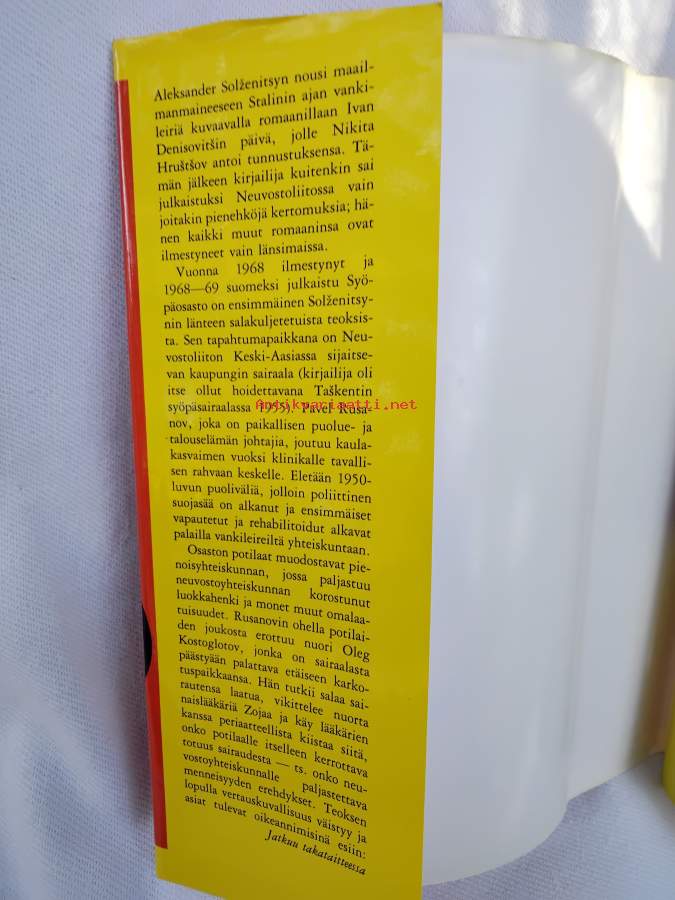 Aleksander Solženitsyn nousi maail-
manmaineeseen Stalinin ajan vanki-
leiriä kuvaavalla romaanillaan Ivan
Denisovitšin päivä, jolle Nikita
Hruštšov antoi tunnustuksensa. Tä-
män jälkeen kirjailija kuitenkin sai
julkaistuksi Neuvostoliitossa vain
joitakin pienehköjä kertomuksia; hä-
nen kaikki muut romaaninsa ovat
ilmestyneet vain länsimaissa.
Vuonna 1968 ilmestynyt ja
1968—69 suomeksi julkaistu Syö-
päosasto on ensimmäinen Solženitsy-
nin länteen salakuljetetuista teoksis-
ta. Sen tapahtumapaikkana on Neu-
vostoliiton Keski-Aasiassa sijaitse-
van kaupungin sairaala (kirjailija oli
itse ollut hoidettavana Taškentin
syöpäsairaalassa 1955). Pavel Rusa-
Antikvariaatti.net
nov, joka on paikallisen puolue- ja
talouselämän johtajia, joutuu kaula-
kasvaimen vuoksi klinikalle tavalli-
sen rahvaan keskelle. Eletään 1950-
luvun puoliväliä, jolloin poliittinen
suojasää on alkanut ja ensimmäiset
vapautetut ja rehabilitoidut alkavat
palailla vankileireiltä yhteiskuntaan.
Osaston potilaat muodostavat pie-
noisyhteiskunnan, jossa paljastuu
neuvostoyhteiskunnan korostunut
luokkahenki ja monet muut omalaa-
tuisuudet. Rusanovin ohella potilai-
den joukosta erottuu nuori Oleg
Kostoglotov, jonka on sairaalasta
päästyään palattava etäiseen karko-
tuspaikkaansa. Hän tutkii salaa sai-
rautensa laatua, vikittelee nuorta
naislääkäriä Zojaa ja käy lääkärien
kanssa periaatteellista kiistaa siitä,
onko potilaalle itselleen kerrottava
totuus sairaudesta — ts. onko neu-
vostoyhteiskunnalle paljastettava
menneisyyden erehdykset. Teoksen
lopulla vertauskuvallisuus väistyy ja
asiat tulevat oikeannimisinä esiin:
Jatkuu takataitteessa